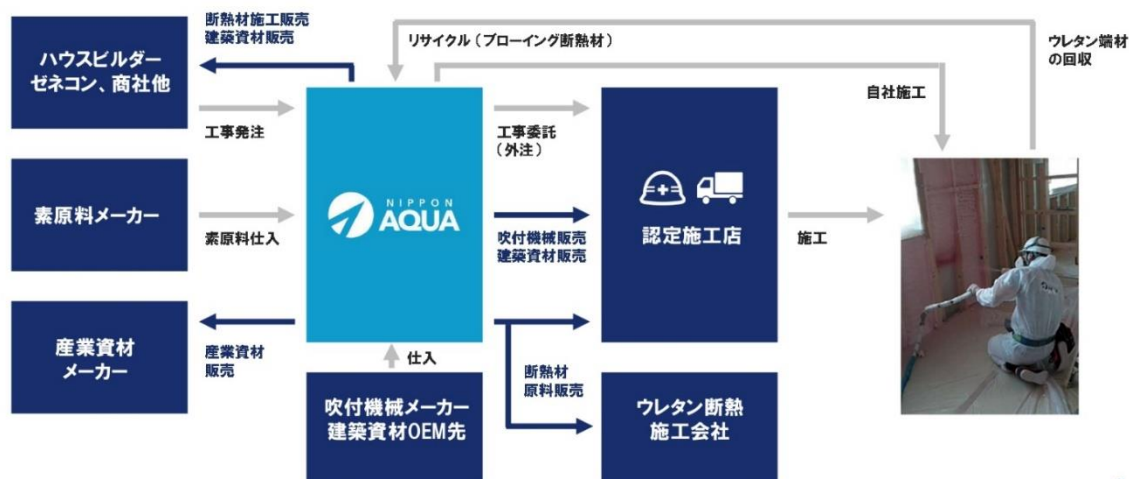 断熱材施工販売
建築資材販売
リサイクル（ブローイング断熱材）
ウレタン端材
の回収
ハウスビルダー
ゼネコン、商社他
自社施工
工事発注
工事委託
（外注）
NIPPON
AQUA
素原料メーカー
素原料仕入
吹付機械販売
建築資材販売
認定施工店
施工
産業資材
メーカー
産業資材
販売
仕入
断熱材
原料販売
吹付機械メーカー
建築資材OEM先
ウレタン断熱
施工会社